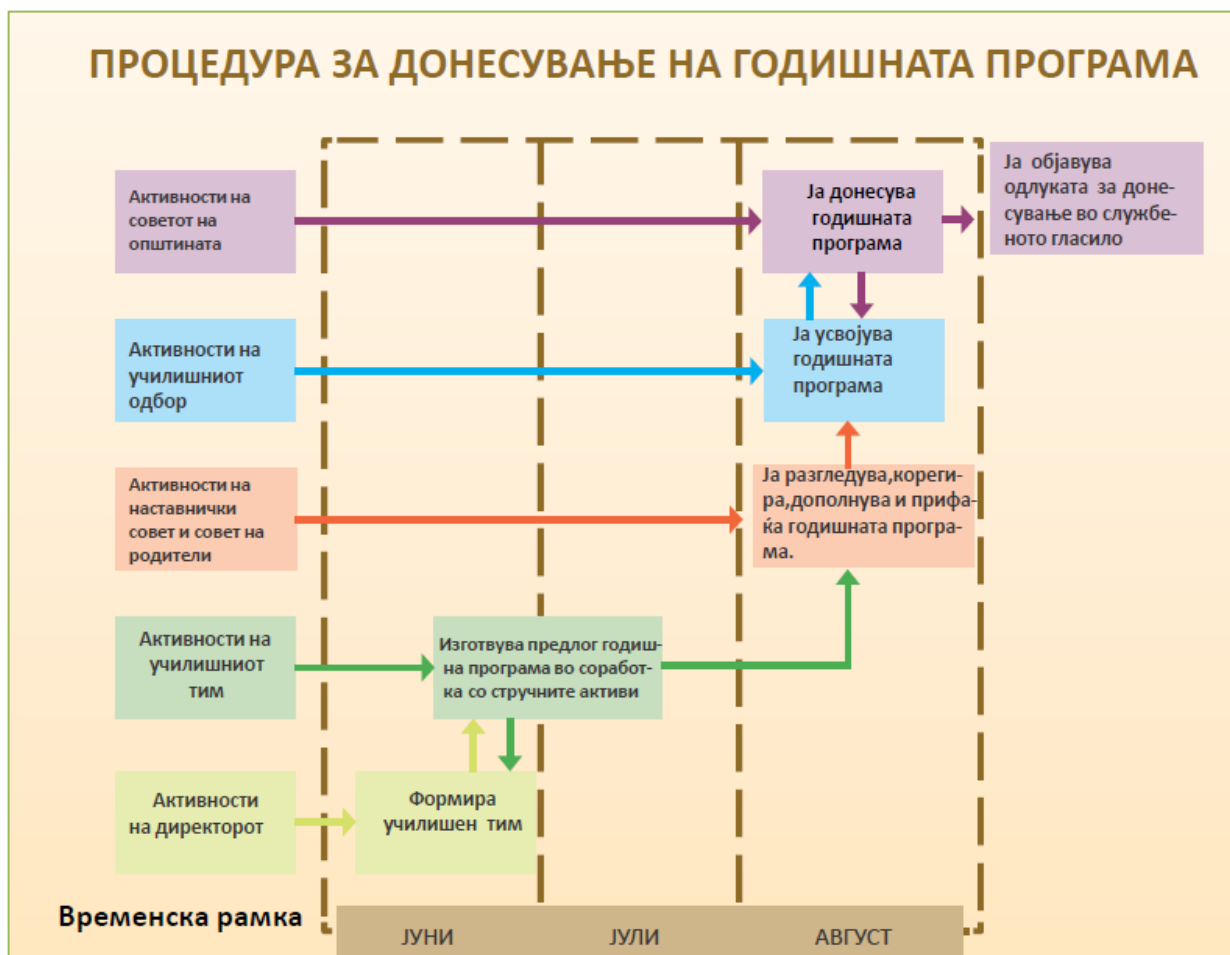 ПРОЦЕДУРА ЗА ДОНЕСУВАЊЕ НА ГОДИШНАТА ПРОГРАМА
Активности на
советот на
општината
Ја донесува
годишната
програма
Ја објавува
одлуката за доне-
сување во службе-
ното гласило
Активности на
училишниот
одбор
Ја усвојува
годишната
програма
Активности на
наставнички
совет и совет на
родители
Ја разгледува,кореги-
ра,дополнува и прифа-
ќа годишната програ-
ма.
Активности на
училишниот
тим
Изготвува предлог годиш-
на програма во соработ-
ка со стручните активи
Активности
на директорот
Формира
училишен тим
Временска рамка
ЈУНИ
ЈУЛИ
АВГУСТ